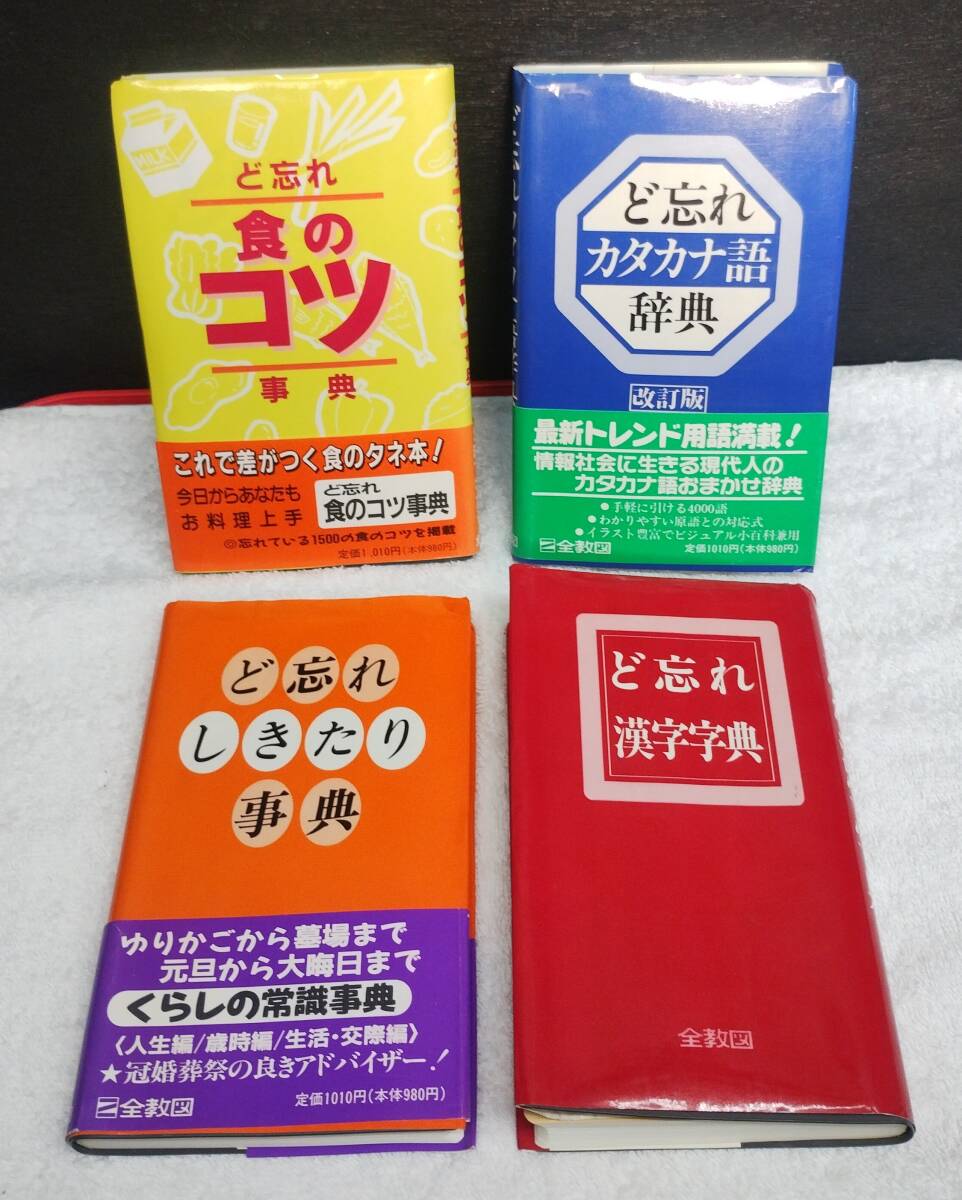 MILK
ど忘れ
食の
コツ
事典
これで差がつく食のタネ本!
今日からあなたも
お料理上手
ど忘れ
食のコツ事典
◎忘れている1500の食のコツを掲載
定価1,010円(本体980円)
ど忘れ
カタカナ語
辞典
改訂版
最新トレンド用語満載!
情報社会に生きる現代人の
カタカナ語おまかせ辞典
●手軽に引ける4000語
●わかりやすい原語との対応式
●イラスト豊富でビジュアル小百科兼用
全教図
定価1010円(本体980円)
ど忘れ
しきたり
事典
ゆりかごから墓場まで
元旦から大晦日まで
くらしの常識事典
〈人生編/歳時編/生活・交際編〉
★冠婚葬祭の良きアドバイザー!
全教図
定価1010円(本体980円)
ど忘れ
漢字字典
全教図